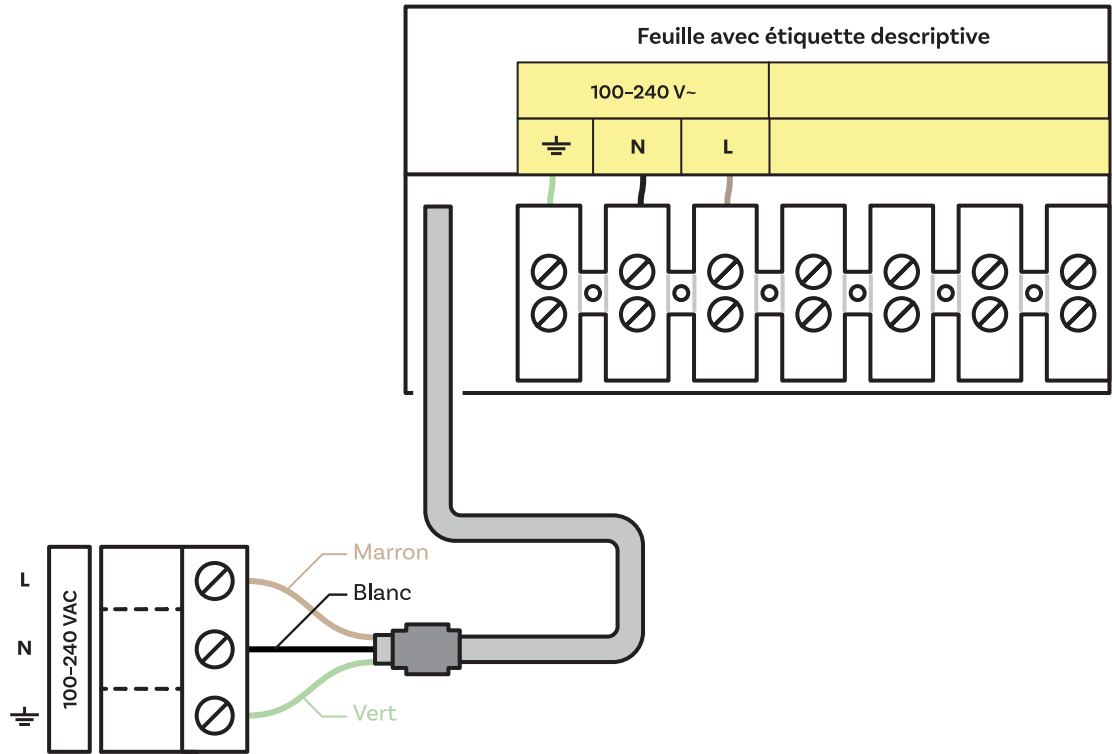 Feuille avec étiquette descriptive
100–240 V~
N
L
Marron
Blanc
Vert
L
N
100–240 VAC